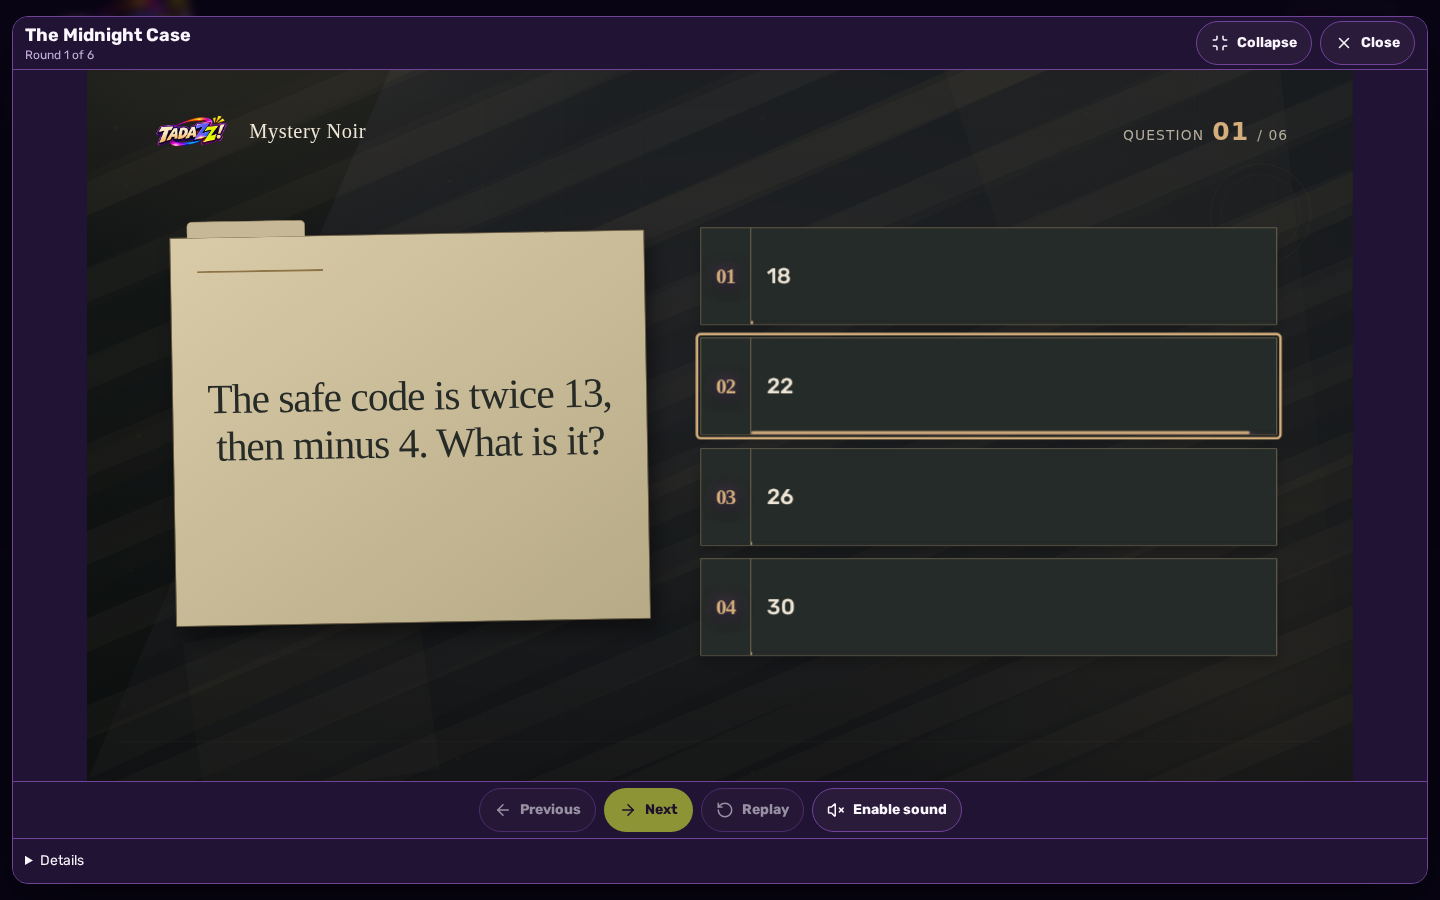 The Midnight Case
Round 1 of 6
Collapse
Close
TADAZZ!
Mystery Noir
QUESTION 01 / 06
The safe code is twice 13,
then minus 4. What is it?
01
18
02
22
03
26
04
30
Previous
Next
Replay
Enable sound
Details